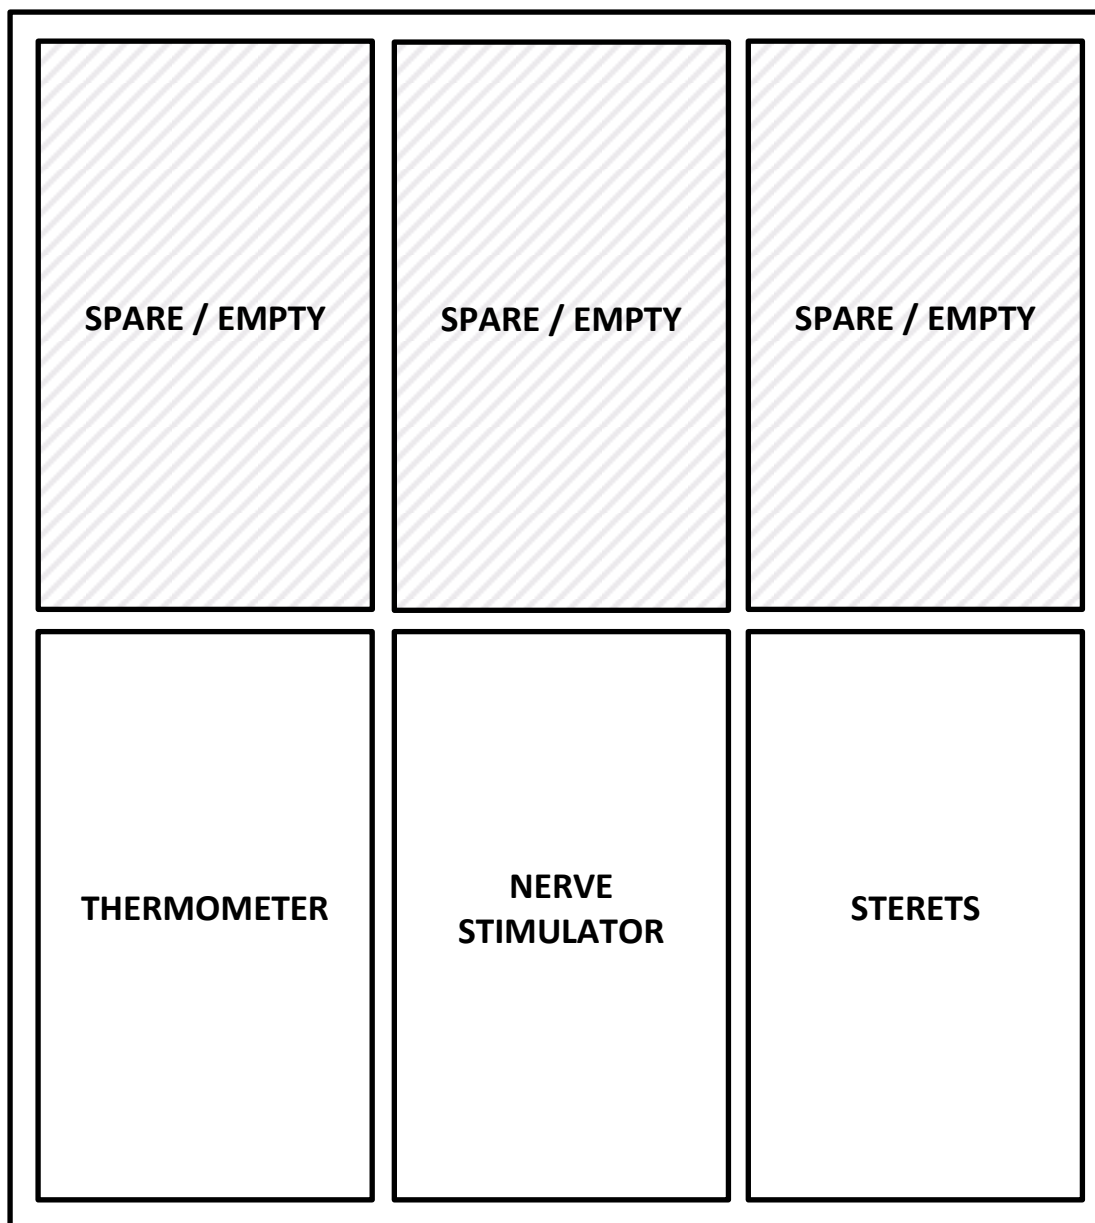 SPARE / EMPTY
SPARE / EMPTY
SPARE / EMPTY
THERMOMETER
NERVE
STIMULATOR
STERETS